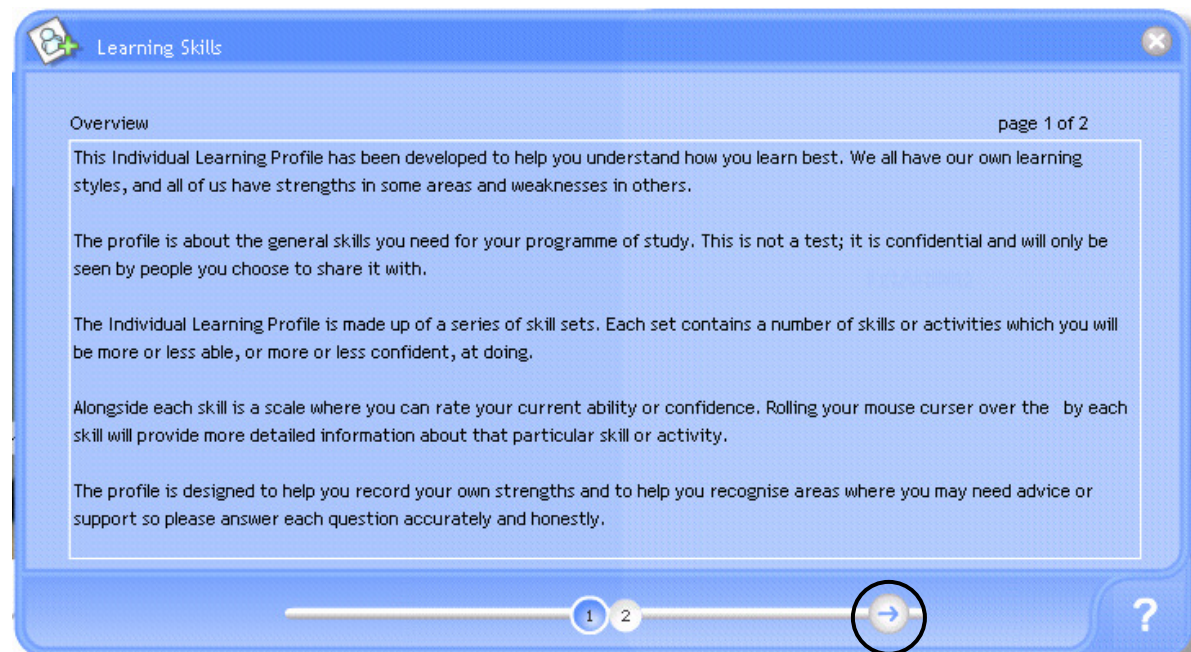 Learning Skills
Overview
page 1 of 2
This Individual Learning Profile has been developed to help you understand how you learn best. We all have our own learning
styles, and all of us have strengths in some areas and weaknesses in others.
The profile is about the general skills you need for your programme of study. This is not a test; it is confidential and will only be
seen by people you choose to share it with.
The Individual Learning Profile is made up of a series of skill sets. Each set contains a number of skills or activities which you will
be more or less able, or more or less confident, at doing.
Alongside each skill is a scale where you can rate your current ability or confidence. Rolling your mouse curser over the by each
skill will provide more detailed information about that particular skill or activity.
The profile is designed to help you record your own strengths and to help you recognise areas where you may need advice or
support so please answer each question accurately and honestly.
1 2
?